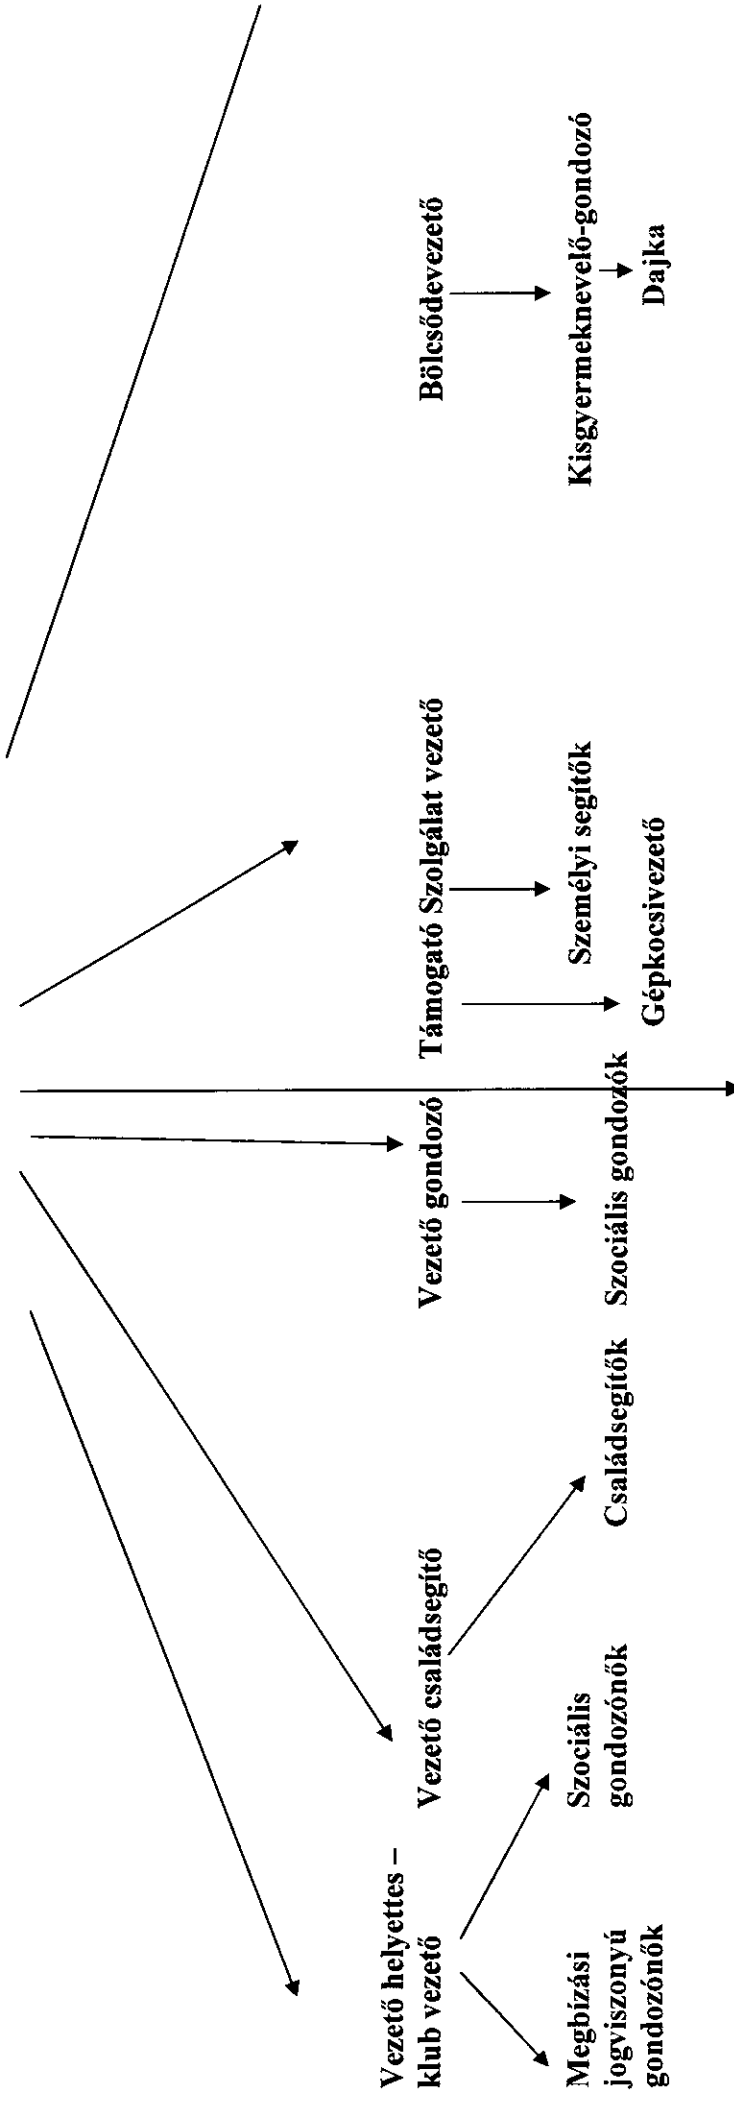 Vezető helyettes –
klub vezető
Megbízási
jogviszonyú
gondozónők
Szociális
gondozónők
Vezető családsegítő
Családsegítők
Vezető gondozó
Szociális gondozók
Támogató Szolgálat vezető
Személyi segítők
Gépkocsivezető
Bölcsődevezető
Kisgyermeknevelő-gondozó
Dajka